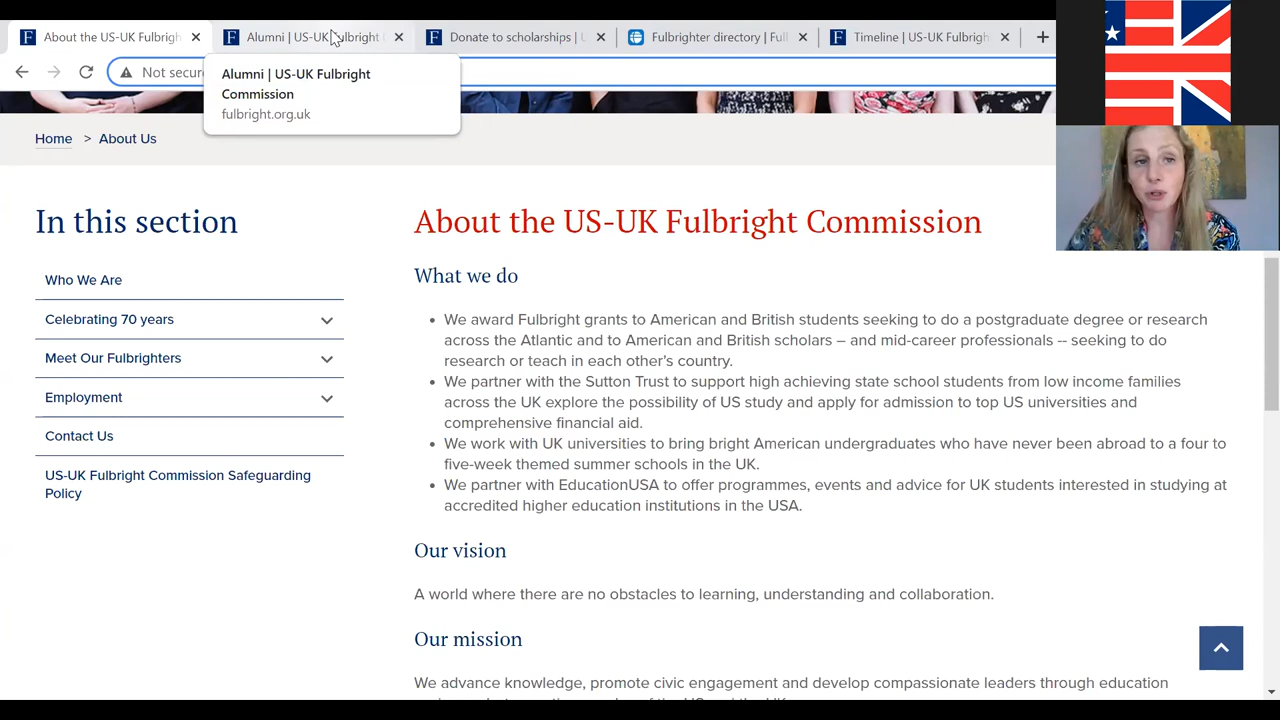 About the US-UK Fulbrigh
Alumni | US-UK Fulbright
Donate to scholarships | U
Fulbrighter directory | Ful
Timeline | US-UK Fulbrigh
Not secure
Alumni | US-UK Fulbright
Commission
fulbright.org.uk
Home > About Us
In this section
Who We Are
Celebrating 70 years
Meet Our Fulbrighters
Employment
Contact Us
US-UK Fulbright Commission Safeguarding
Policy
About the US-UK Fulbright Commission
What we do
• We award Fulbright grants to American and British students seeking to do a postgraduate degree or research
across the Atlantic and to American and British scholars – and mid-career professionals -- seeking to do
research or teach in each other's country.
• We partner with the Sutton Trust to support high achieving state school students from low income families
across the UK explore the possibility of US study and apply for admission to top US universities and
comprehensive financial aid.
• We work with UK universities to bring bright American undergraduates who have never been abroad to a four to
five-week themed summer schools in the UK.
• We partner with EducationUSA to offer programmes, events and advice for UK students interested in studying at
accredited higher education institutions in the USA.
Our vision
A world where there are no obstacles to learning, understanding and collaboration.
Our mission
We advance knowledge, promote civic engagement and develop compassionate leaders through education